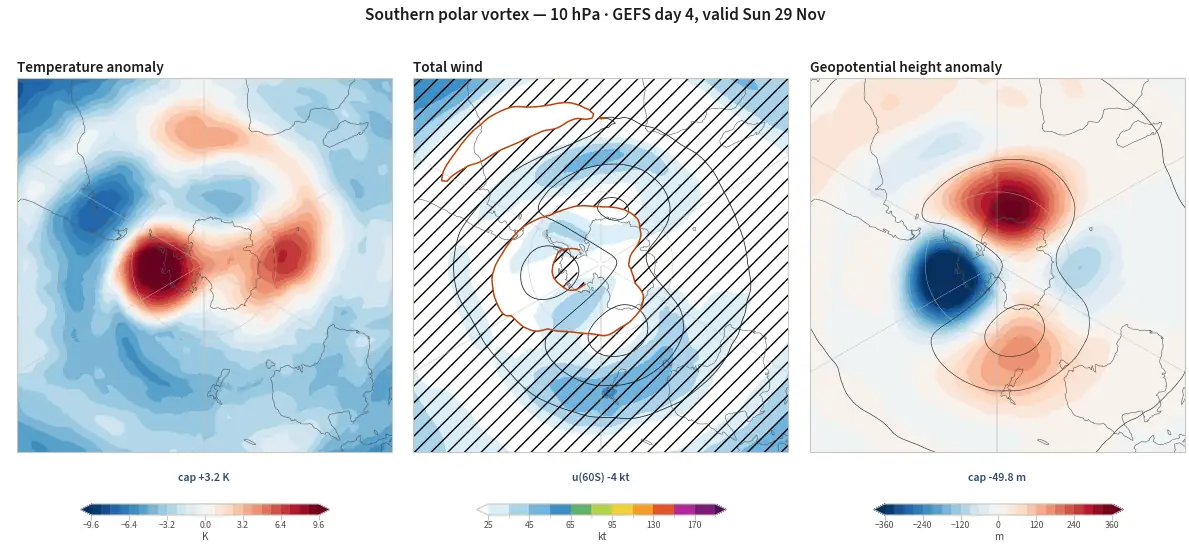 Southern polar vortex — 10 hPa · GEFS day 4, valid Sun 29 Nov
Temperature anomaly
Total wind
Geopotential height anomaly
cap +3.2 K
u(60S) -4 kt
cap -49.8 m
−9.6 −6.4 −3.2 0.0 3.2 6.4 9.6
K
25 45 65 95 130 170
kt
−360 −240 −120 0 120 240 360
m